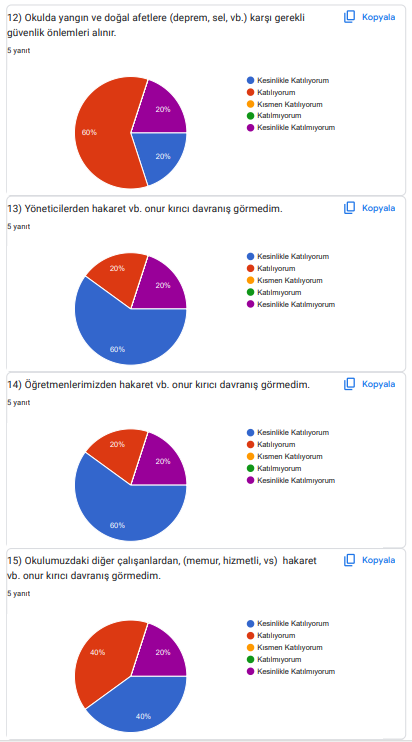 12) Okulda yangın ve doğal afetlere (deprem, sel, vb.) karşı gerekli
güvenlik önlemleri alınır.
Kopyala
5 yanıt
Kesinlikle Katılıyorum
Katılıyorum
Kısmen Katılıyorum
Katılmıyorum
Kesinlikle Katılmıyorum
60%
20%
20%
13) Yöneticilerden hakaret vb. onur kırıcı davranış görmedim.
Kopyala
5 yanıt
Kesinlikle Katılıyorum
Katılıyorum
Kısmen Katılıyorum
Katılmıyorum
Kesinlikle Katılmıyorum
20%
20%
60%
14) Öğretmenlerimizden hakaret vb. onur kırıcı davranış görmedim.
Kopyala
5 yanıt
Kesinlikle Katılıyorum
Katılıyorum
Kısmen Katılıyorum
Katılmıyorum
Kesinlikle Katılmıyorum
20%
20%
60%
15) Okulumuzdaki diğer çalışanlardan, (memur, hizmetli, vs) hakaret
vb. onur kırıcı davranış görmedim.
Kopyala
5 yanıt
Kesinlikle Katılıyorum
Katılıyorum
Kısmen Katılıyorum
Katılmıyorum
Kesinlikle Katılmıyorum
40%
20%
40%